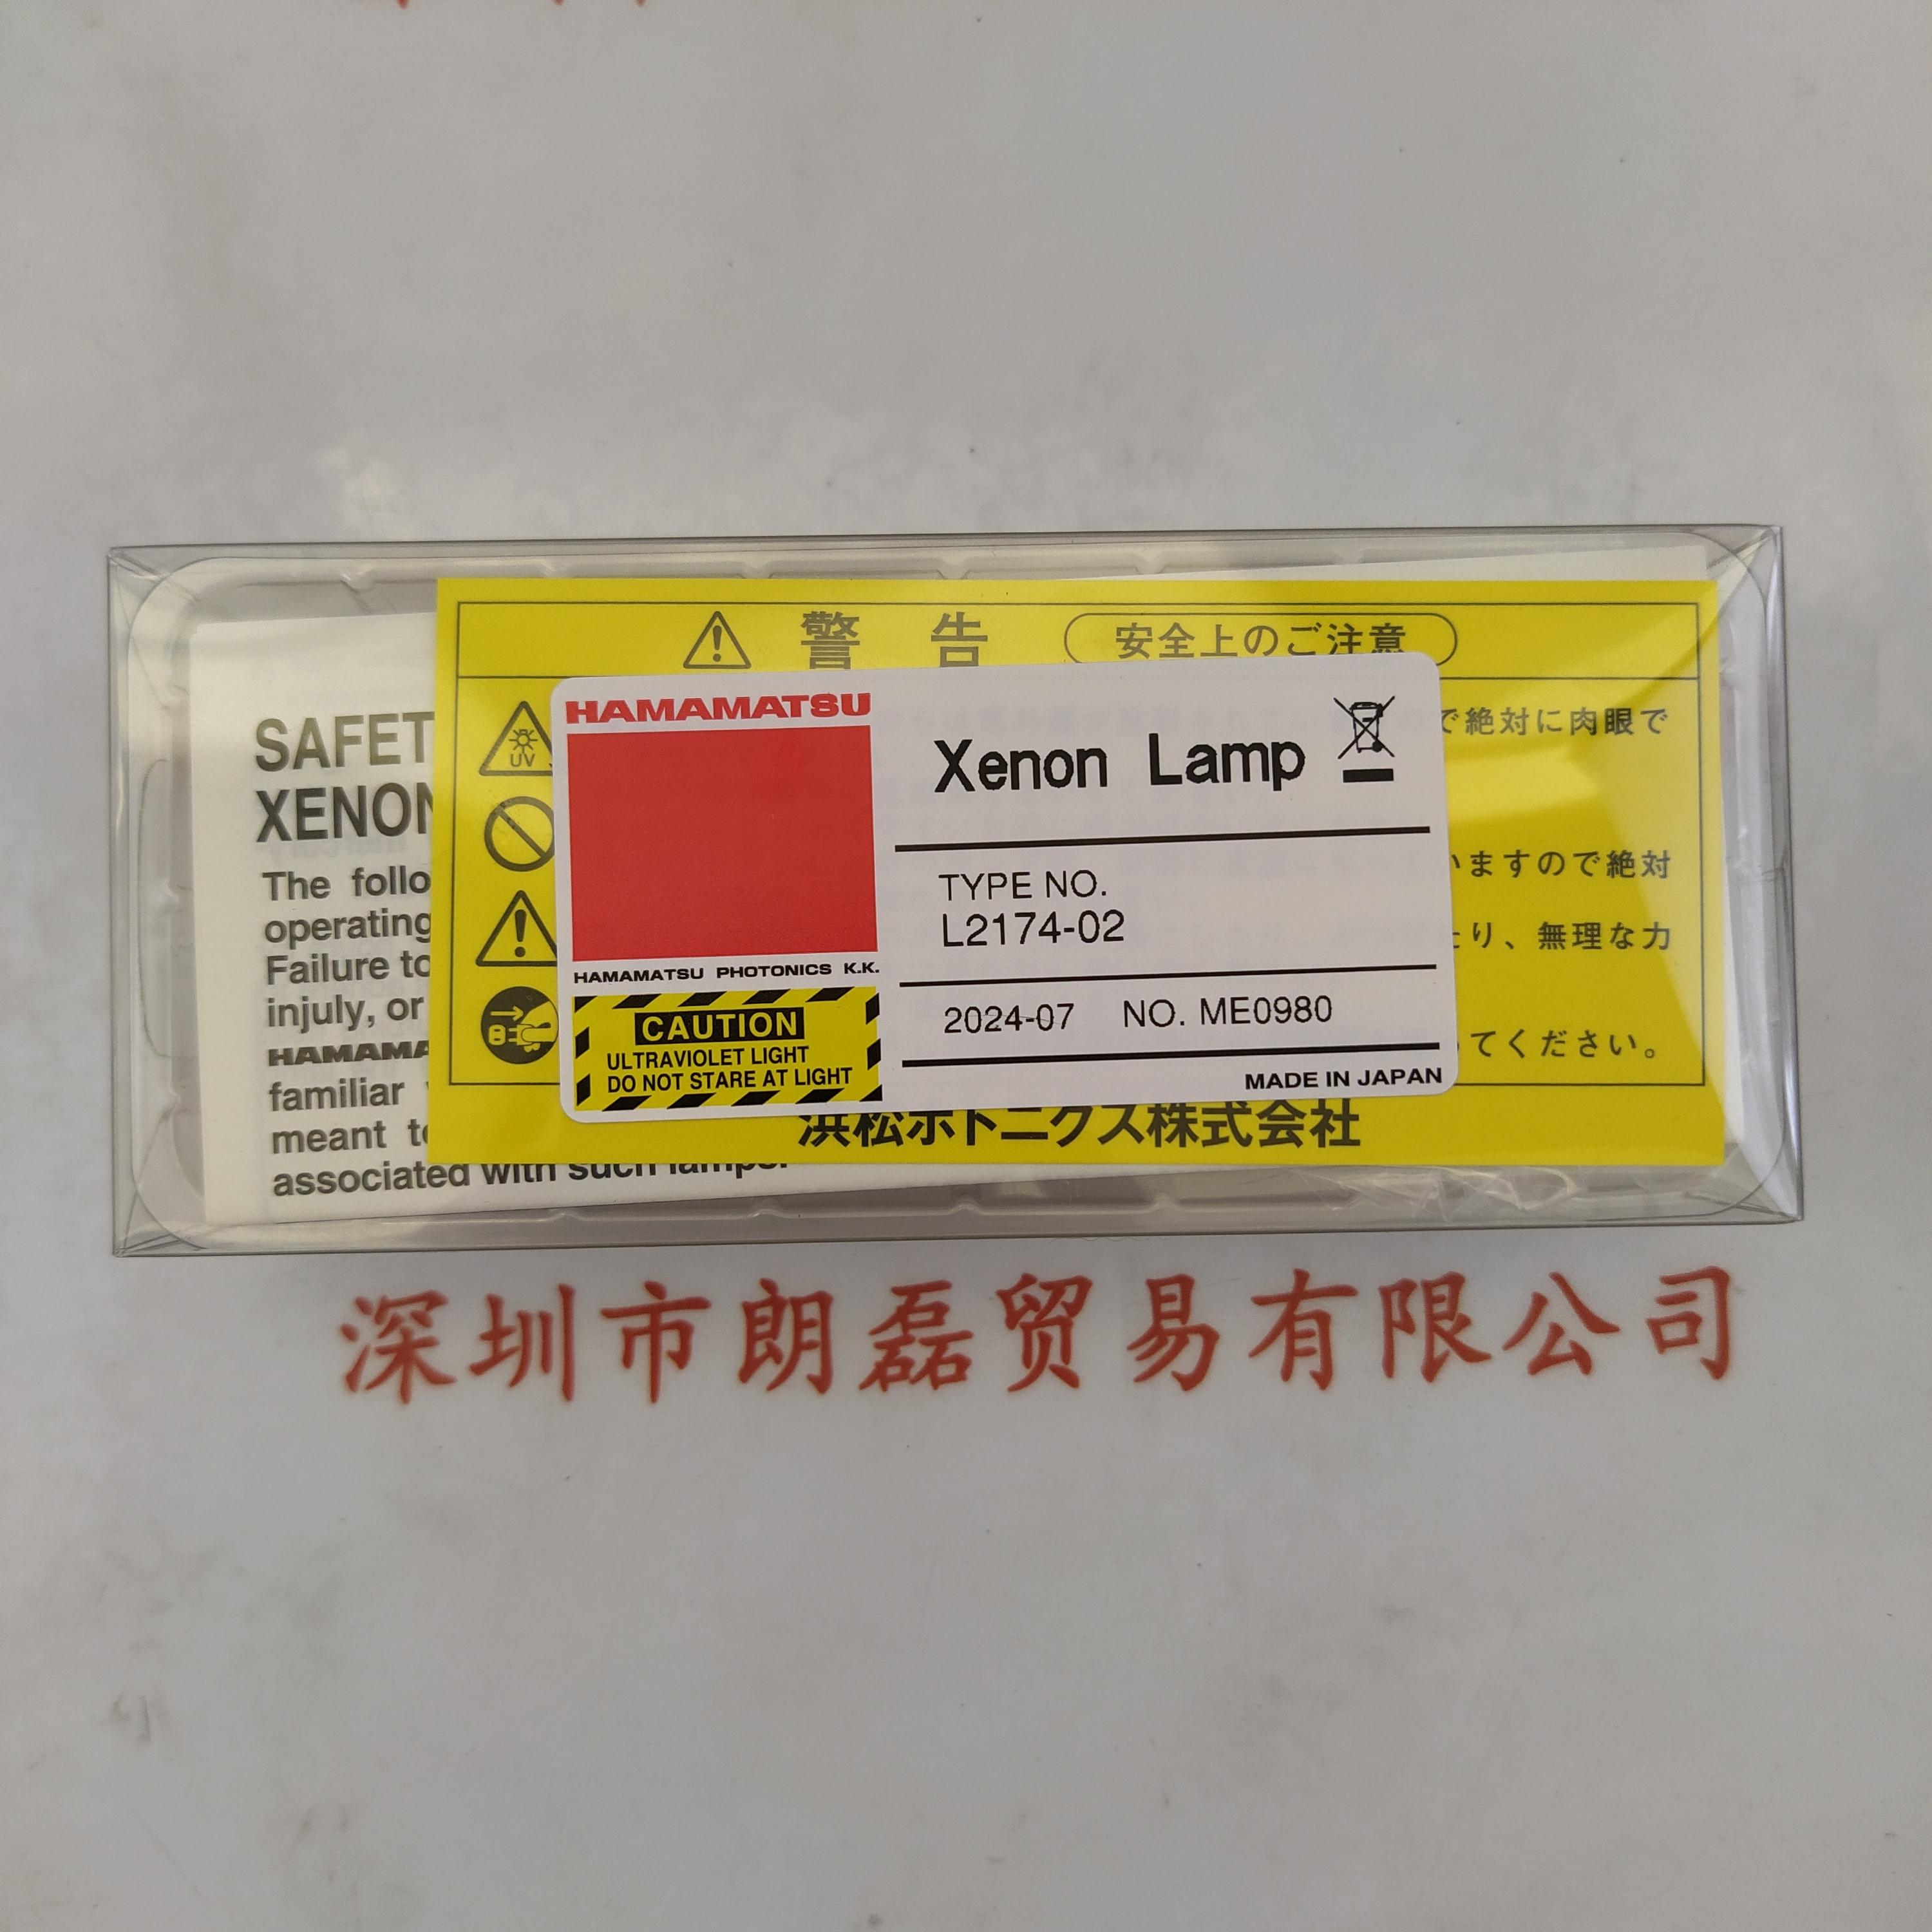 警 告 安全上のご注意
SAFET
XENON
The follo
operating
Failure to
injuly, or
HAMAMA
familiar
meant to
associated with such lamps.
UV
HAMAMATSU
HAMAMATSU PHOTONICS K.K.
CAUTION
ULTRAVIOLET LIGHT
DO NOT STARE AT LIGHT
Xenon Lamp
TYPE NO.
L2174-02
2024-07 NO. ME0980
MADE IN JAPAN
で絶対に肉眼で
いますので絶対
たり、無理な力
ってください。
浜松ホトニクス株式会社
深圳市朗磊贸易有限公司